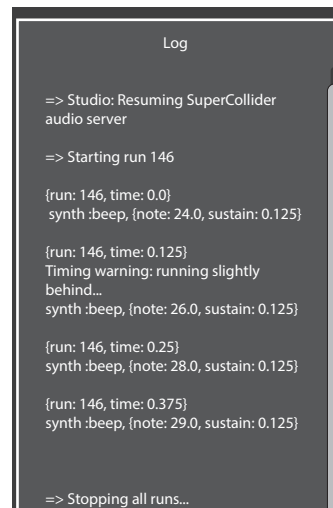 Log
=> Studio: Resuming SuperCollider
audio server
=> Starting run 146
{run: 146, time: 0.0}
synth :beep, {note: 24.0, sustain: 0.125}
{run: 146, time: 0.125}
Timing warning: running slightly
behind...
synth :beep, {note: 26.0, sustain: 0.125}
{run: 146, time: 0.25}
synth :beep, {note: 28.0, sustain: 0.125}
{run: 146, time: 0.375}
synth :beep, {note: 29.0, sustain: 0.125}
=> Stopping all runs...